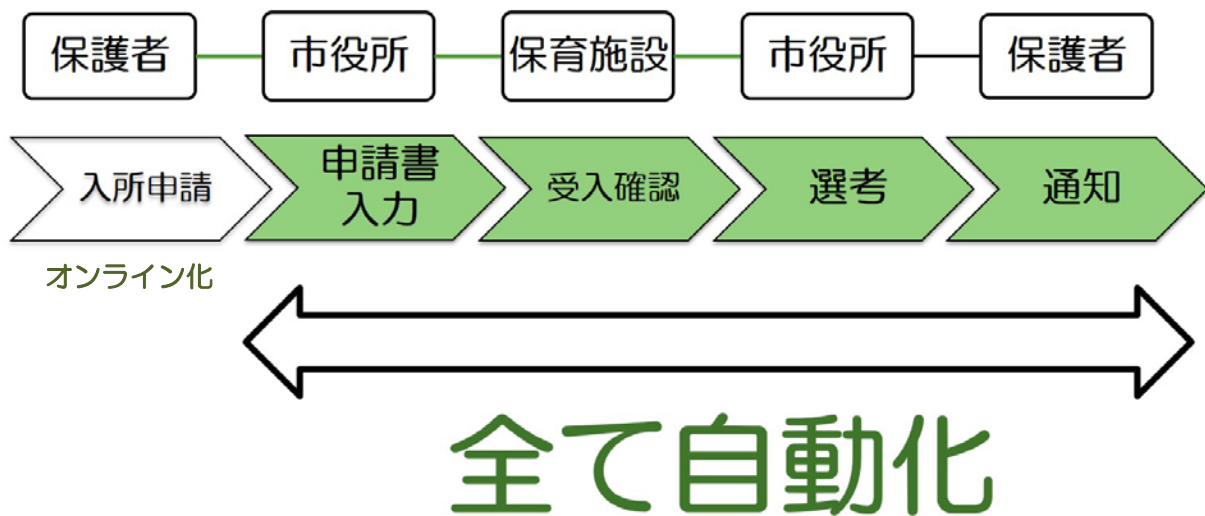 保護者
市役所
保育施設
市役所
保護者
入所申請
申請書
入力
受入確認
選考
通知
オンライン化
全て自動化